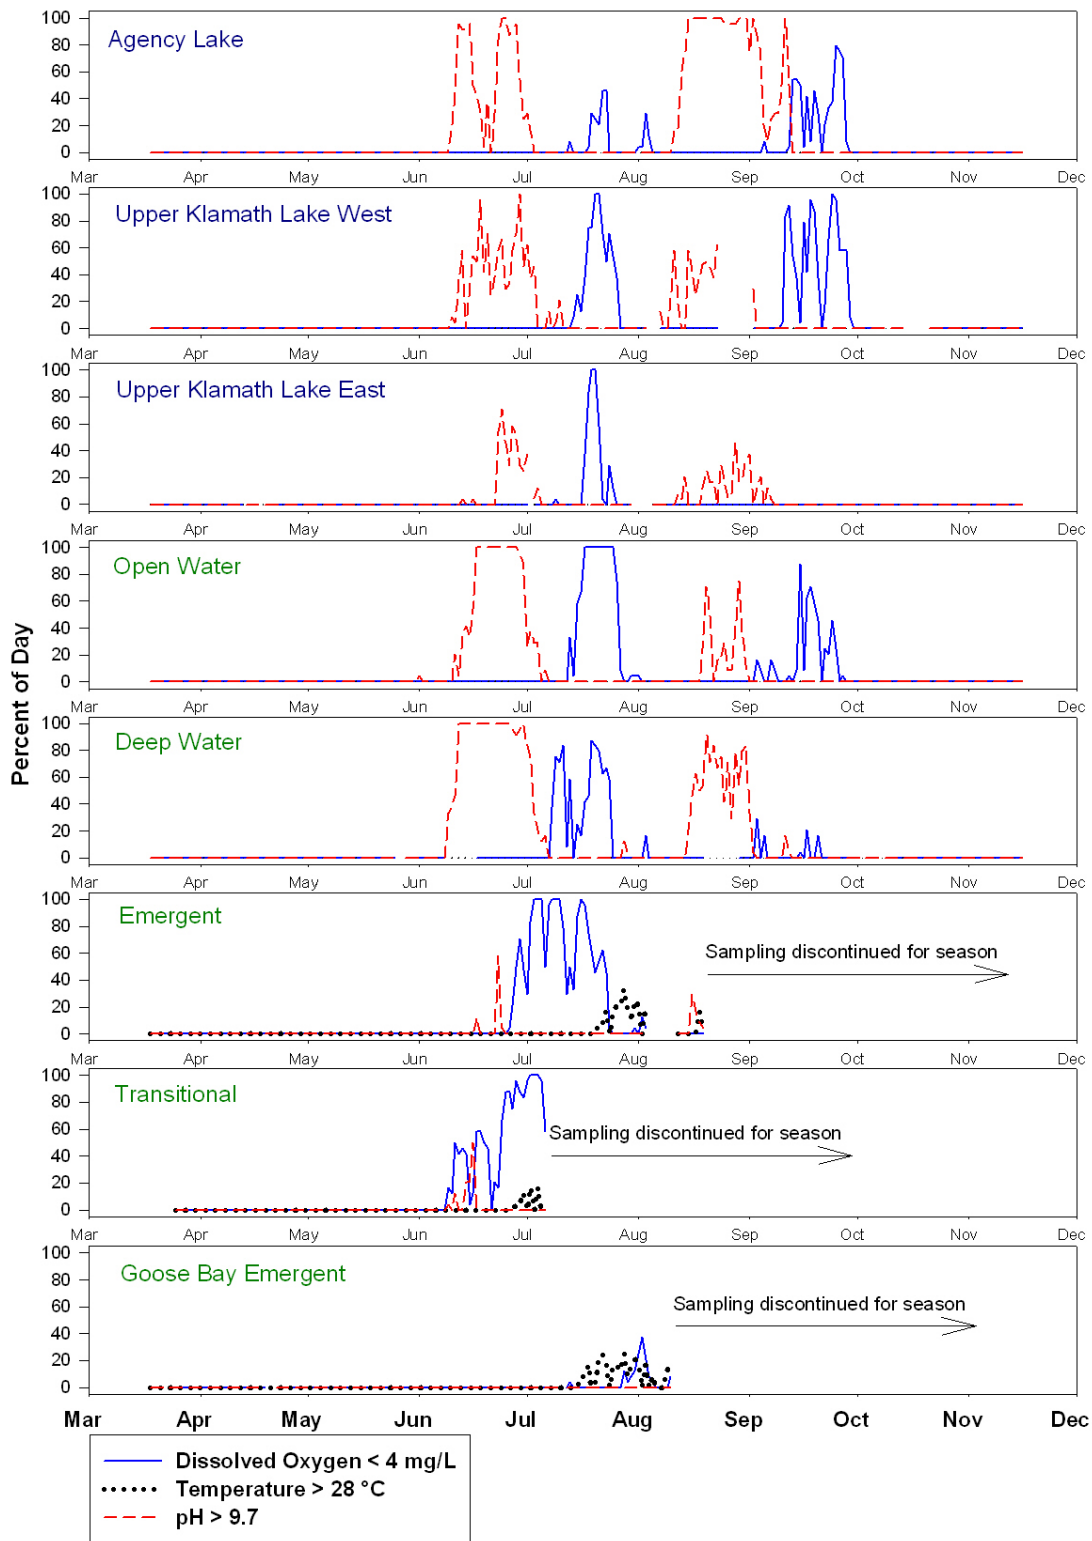 Percent of Day
100
80
60
40
20
0
Agency Lake
Mar Apr May Jun Jul Aug Sep Oct Nov Dec
100
80
60
40
20
0
Upper Klamath Lake West
Mar Apr May Jun Jul Aug Sep Oct Nov Dec
100
80
60
40
20
0
Upper Klamath Lake East
Mar Apr May Jun Jul Aug Sep Oct Nov Dec
100
80
60
40
20
0
Open Water
Mar Apr May Jun Jul Aug Sep Oct Nov Dec
100
80
60
40
20
0
Deep Water
Mar Apr May Jun Jul Aug Sep Oct Nov Dec
100
80
60
40
20
0
Emergent
Sampling discontinued for season
Mar Apr May Jun Jul Aug Sep Oct Nov Dec
100
80
60
40
20
0
Transitional
Sampling discontinued for season
Mar Apr May Jun Jul Aug Sep Oct Nov Dec
100
80
60
40
20
0
Goose Bay Emergent
Sampling discontinued for season
Mar Apr May Jun Jul Aug Sep Oct Nov Dec
Dissolved Oxygen < 4 mg/L
Temperature > 28 °C
pH > 9.7